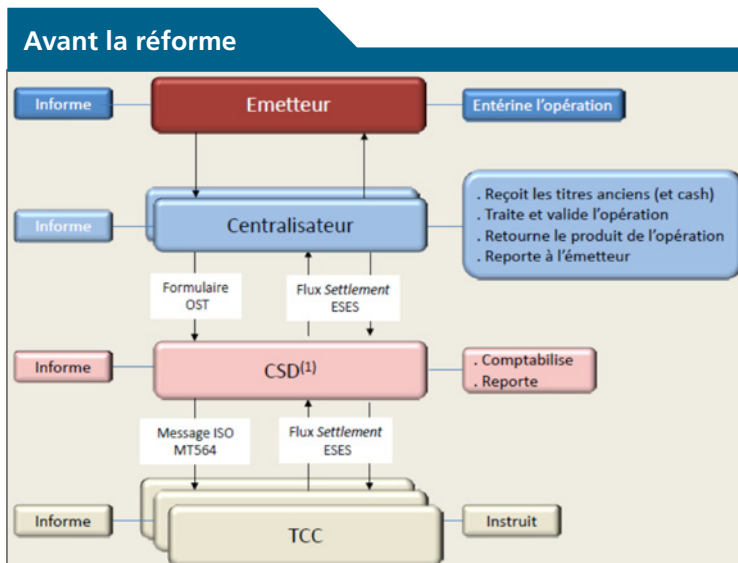 Avant la réforme
Informe
Emetteur
Entérine l'opération
Informe
Centralisateur
. Reçoit les titres anciens (et cash)
. Traite et valide l'opération
. Retourne le produit de l'opération
. Reporte à l'émetteur
Formulaire
OST
Flux Settlement
ESES
Informe
CSD(1)
. Comptabilise
. Reporte
Message ISO
MT564
Flux Settlement
ESES
Informe
TCC
Instruit